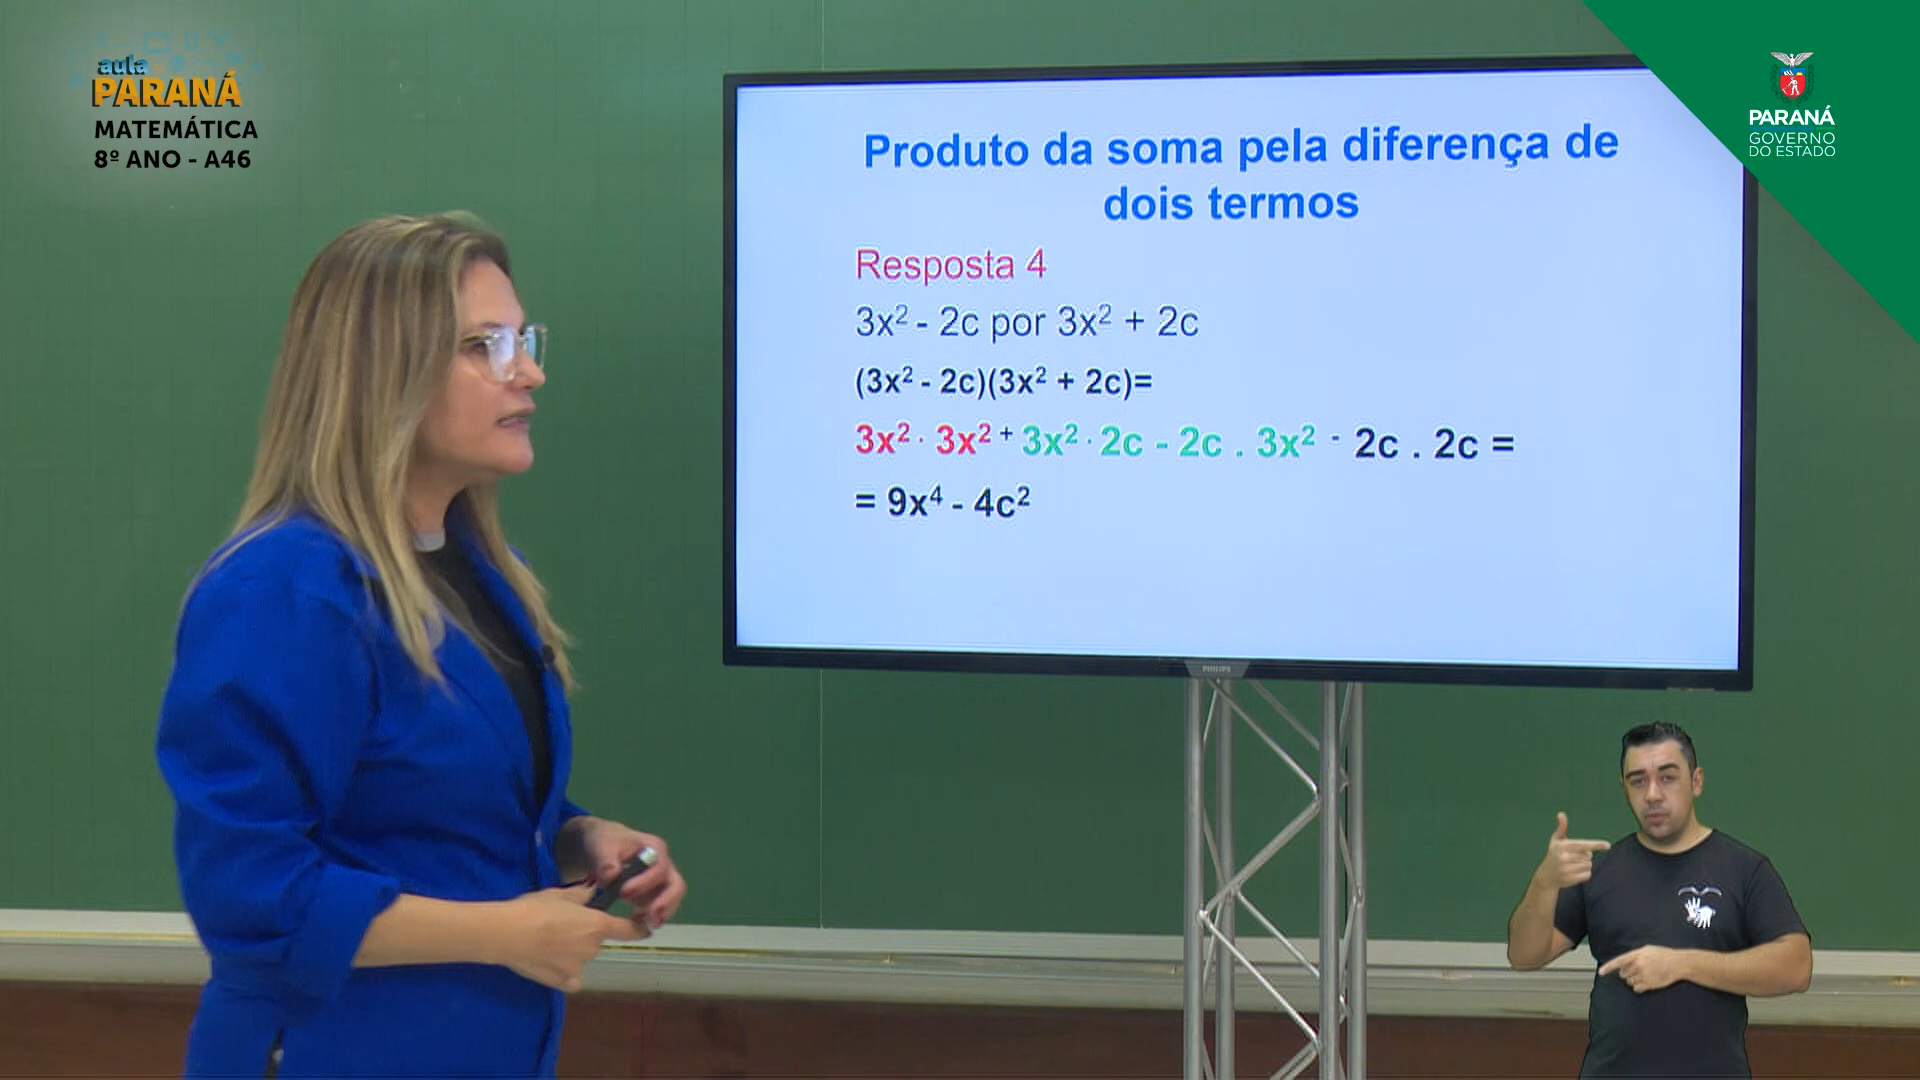 aula
PARANÁ
MATEMÁTICA
8º ANO - A46
PARANÁ
GOVERNO
DO ESTADO
Produto da soma pela diferença de
dois termos
Resposta 4
3x² - 2c por 3x² + 2c
(3x² - 2c)(3x² + 2c)=
3x² . 3x² + 3x² . 2c - 2c . 3x² - 2c . 2c =
= 9x⁴ - 4c²
PHILIPS